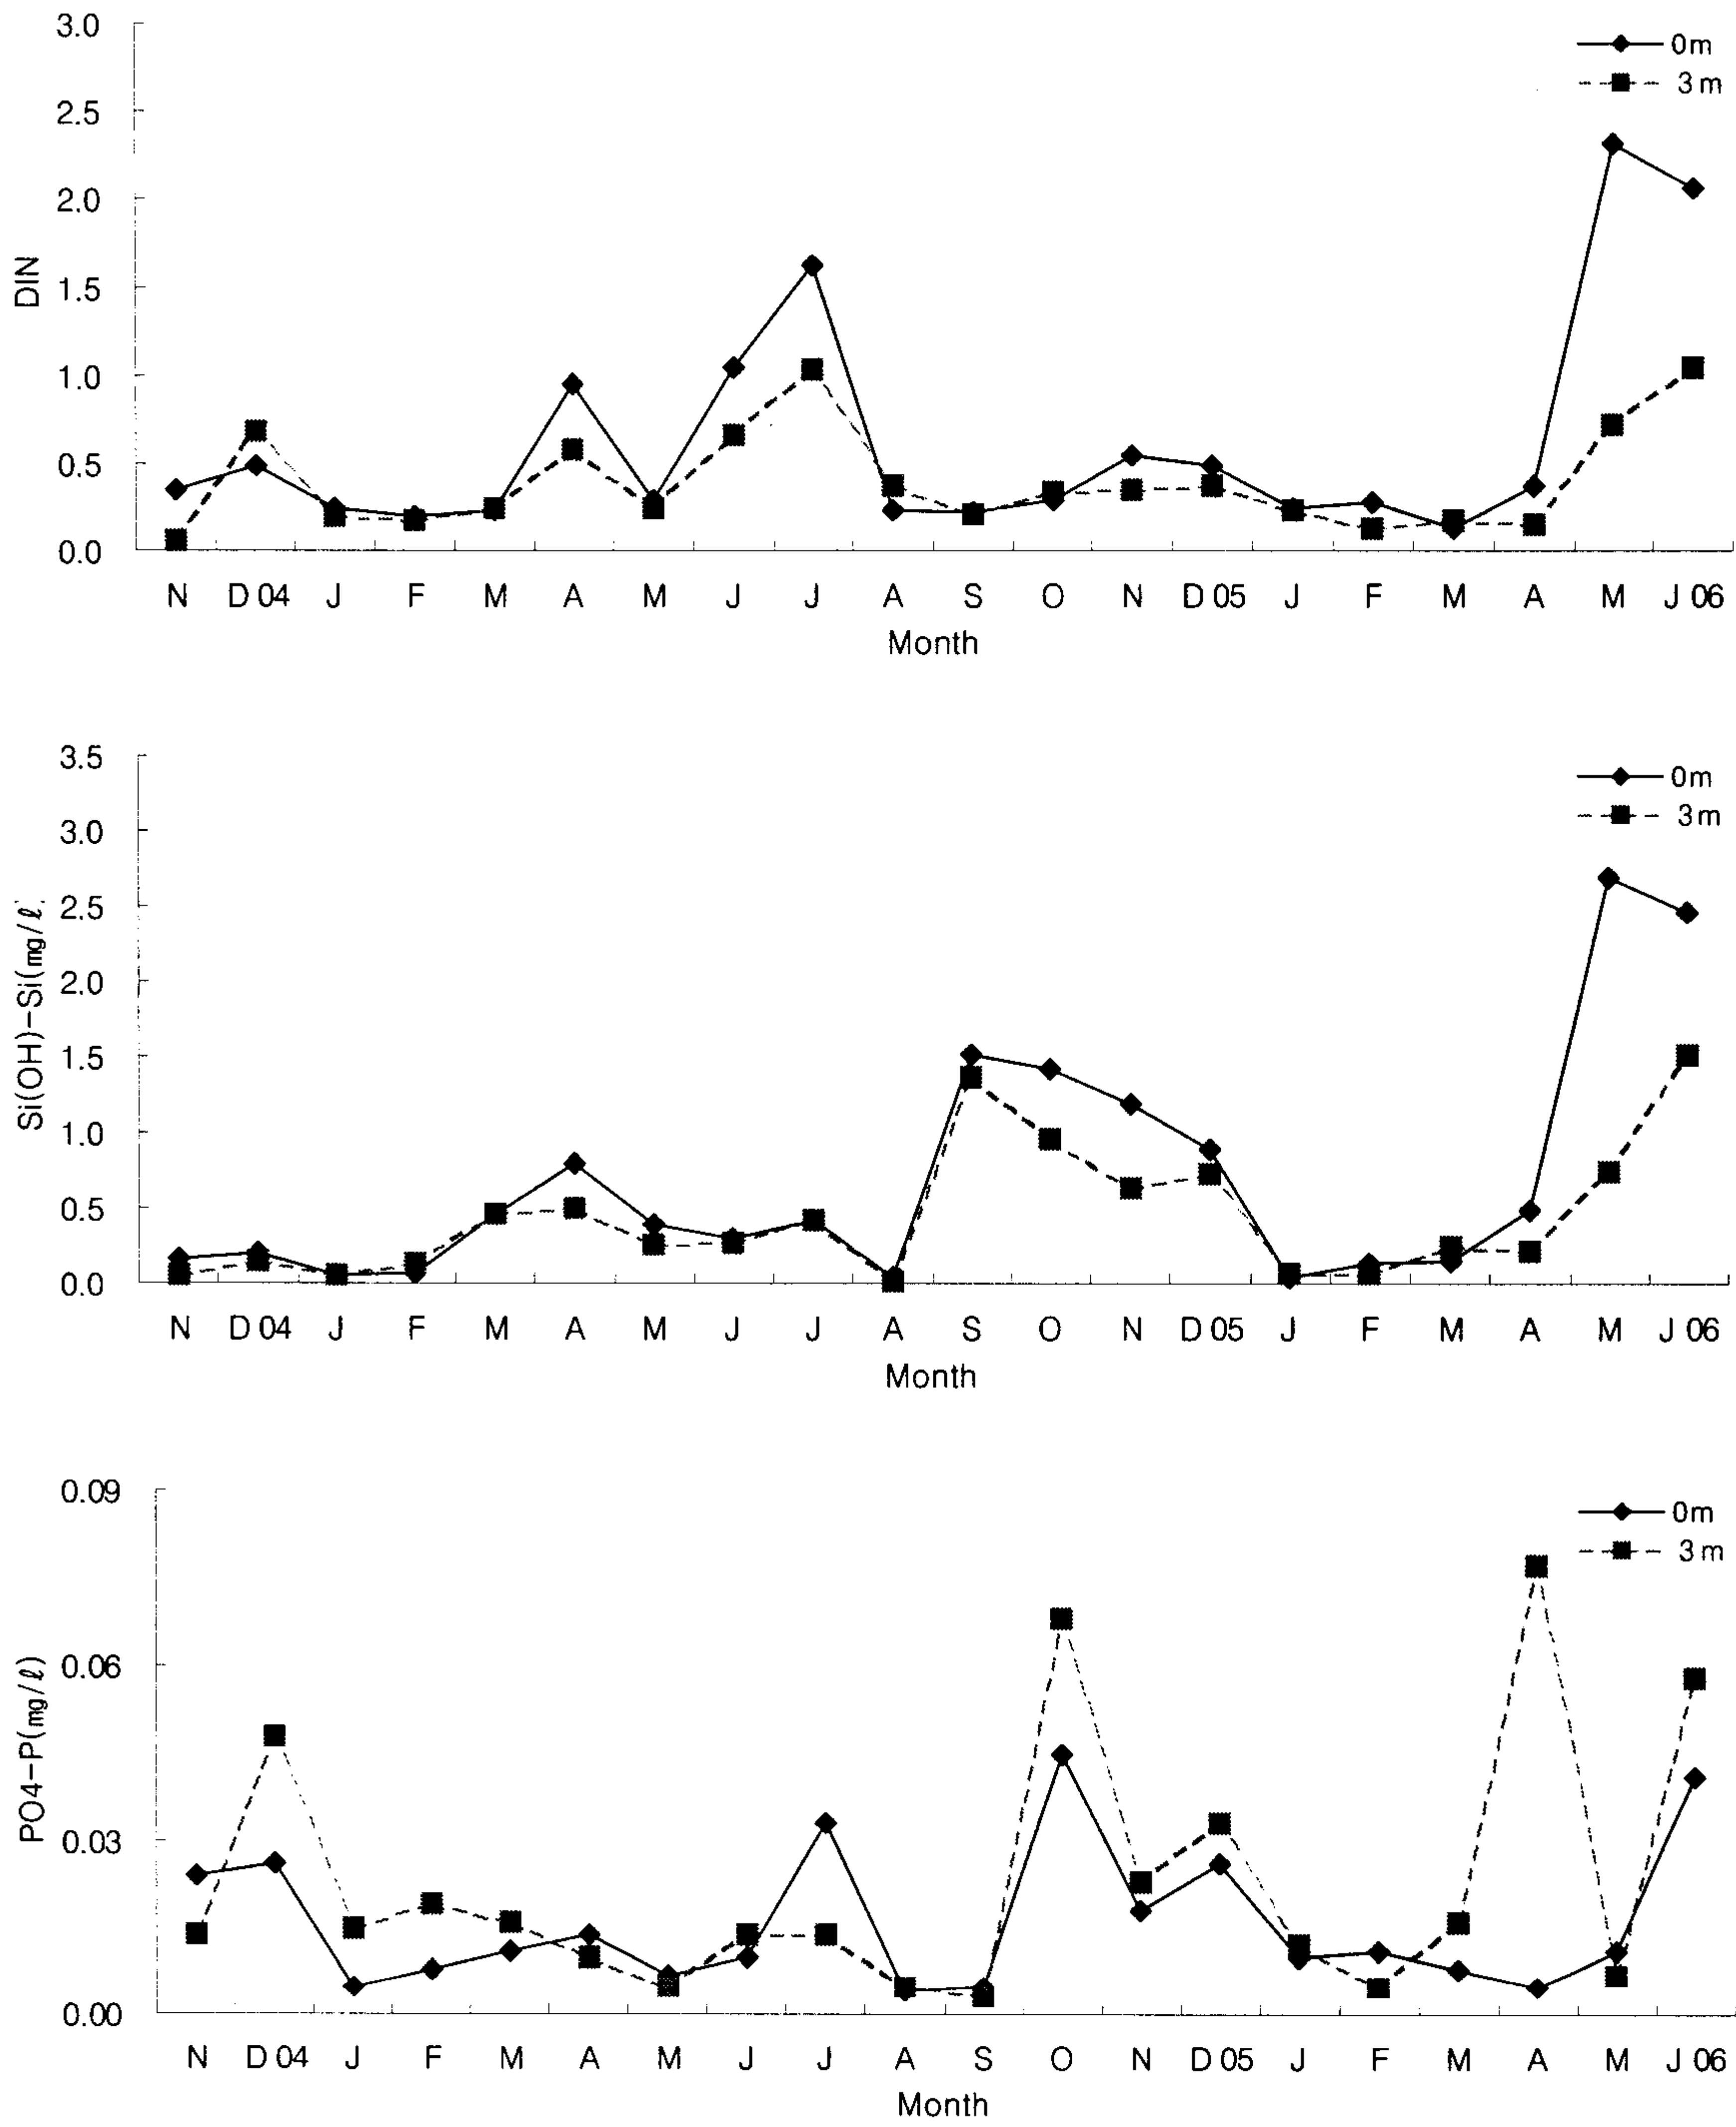 3.0
2.5
2.0
1.5
1.0
0.5
0.0
DIN
0m
3m
N D 04 J F M A M J J A S O N D 05 J F M A M J 06
Month
3.5
3.0
2.5
2.0
1.5
1.0
0.5
0.0
Si(OH)-Si(mg/ℓ)
0m
3m
N D 04 J F M A M J J A S O N D 05 J F M A M J 06
Month
0.09
0.06
0.03
0.00
PO4-P(mg/ℓ)
0m
3m
N D 04 J F M A M J J A S O N D 05 J F M A M J 06
Month